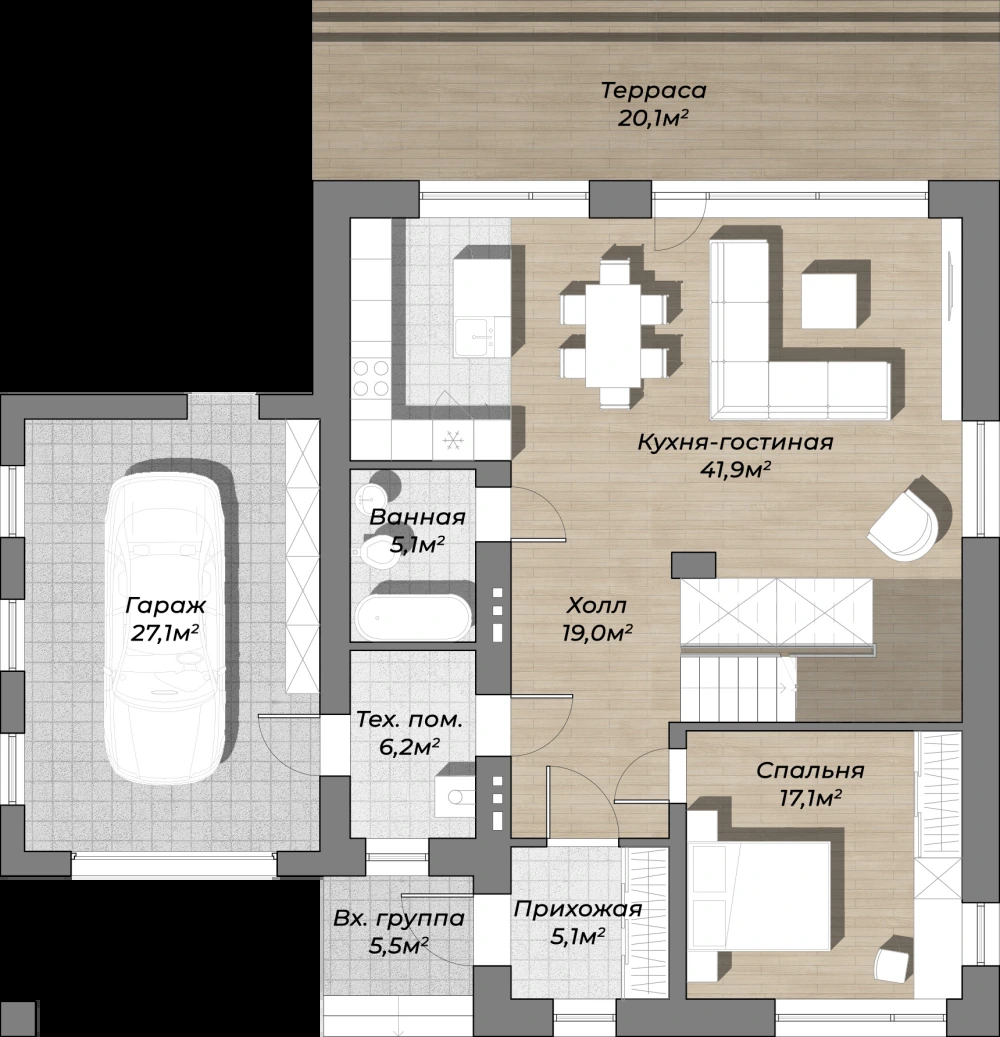 Терраса
20,1м²
Кухня-гостиная
41,9м²
Ванная
5,1м²
Гараж
27,1м²
Холл
19,0м²
Тех. пом.
6,2м²
Спальня
17,1м²
Вх. группа
5,5м²
Прихожая
5,1м²